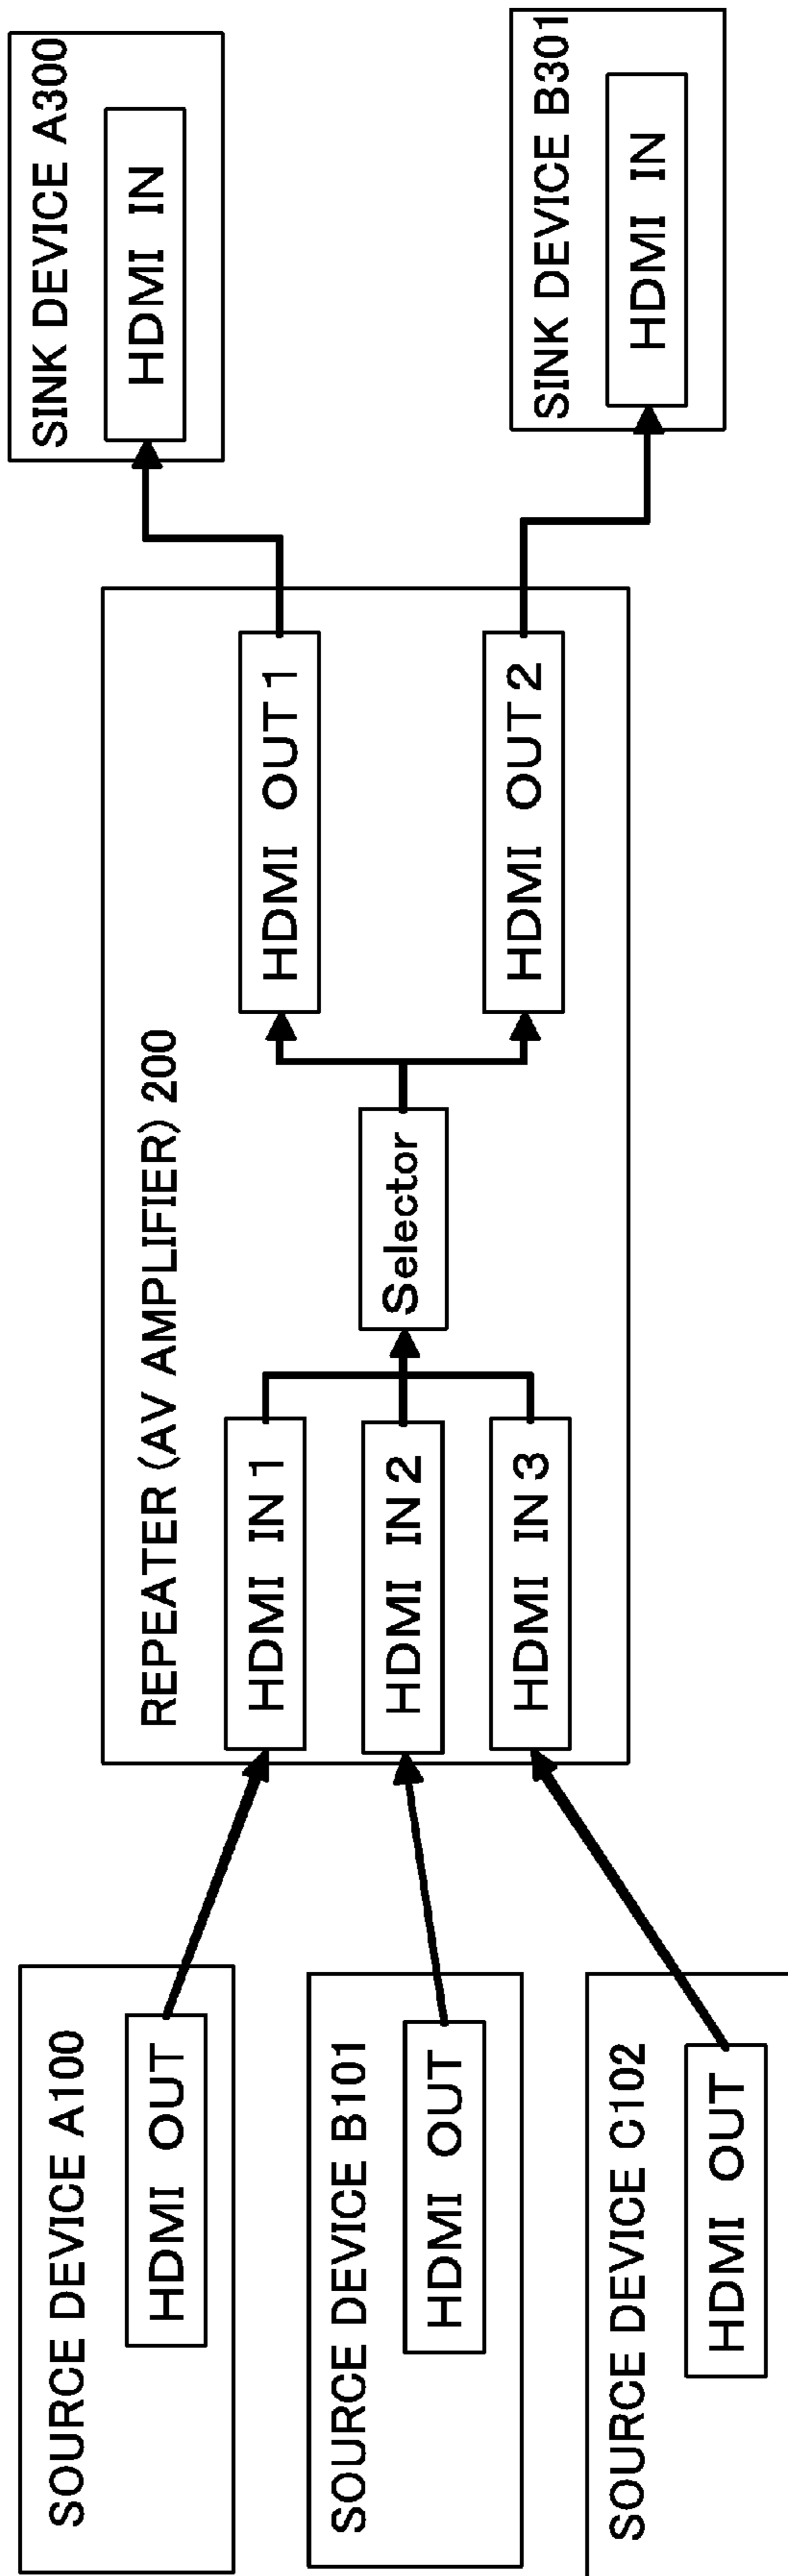 SOURCE DEVICE A100
HDMI OUT
SOURCE DEVICE B101
HDMI OUT
SOURCE DEVICE C102
HDMI OUT
REPEATER (AV AMPLIFIER) 200
HDMI IN 1
HDMI IN 2
HDMI IN 3
Selector
HDMI OUT 1
HDMI OUT 2
SINK DEVICE A300
HDMI IN
SINK DEVICE B301
HDMI IN